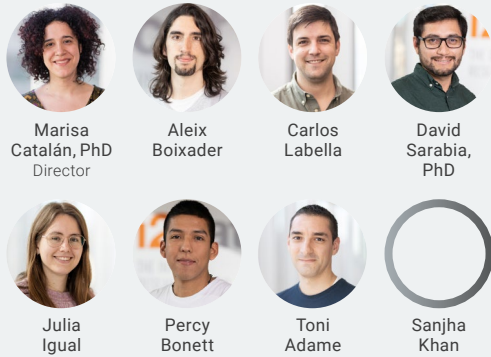 Marisa
Catalán, PhD
Director
Aleix
Boixader
Carlos
Labella
David
Sarabia,
PhD
Julia
Igual
Percy
Bonett
Toni
Adame
Sanjha
Khan